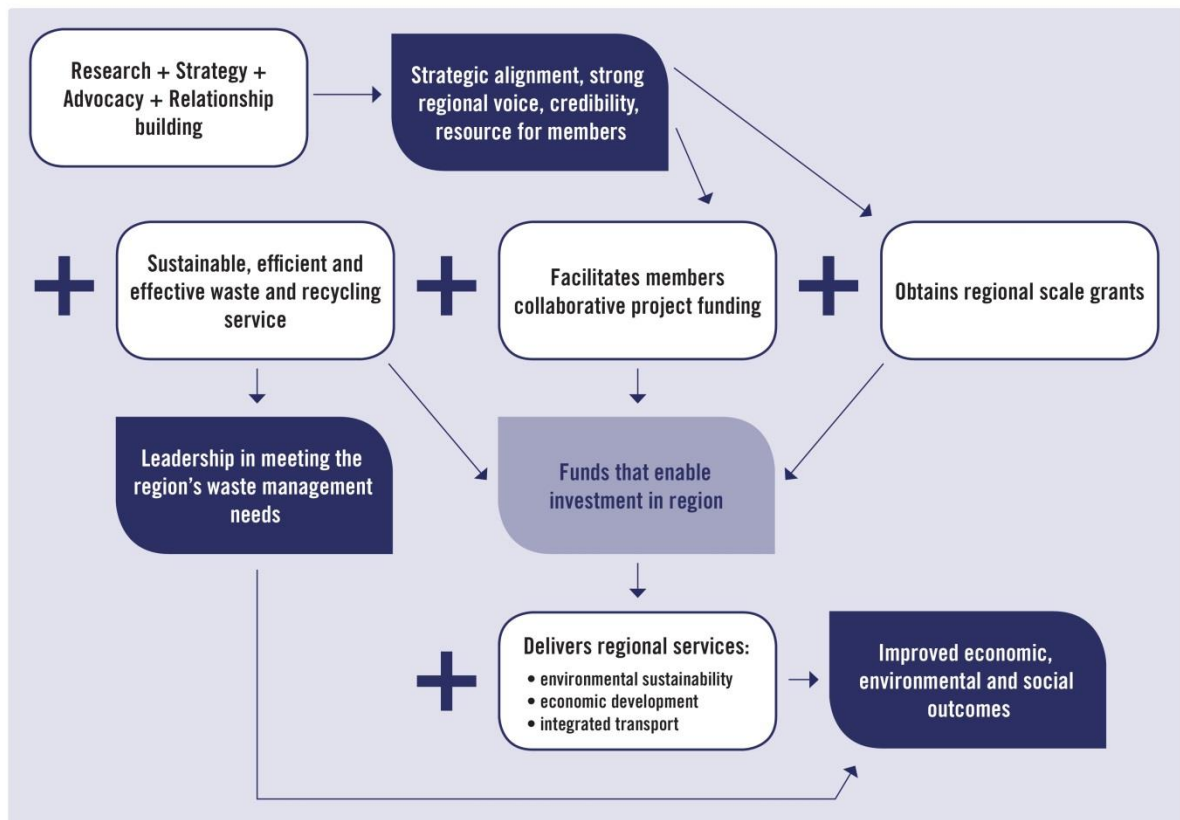 Research + Strategy +
Advocacy + Relationship
building
Strategic alignment, strong
regional voice, credibility,
resource for members
Sustainable, efficient and
effective waste and recycling
service
Facilitates members
collaborative project funding
Obtains regional scale grants
Leadership in meeting the
region’s waste management
needs
Funds that enable
investment in region
Delivers regional services:
• environmental sustainability
• economic development
• integrated transport
Improved economic,
environmental and social
outcomes